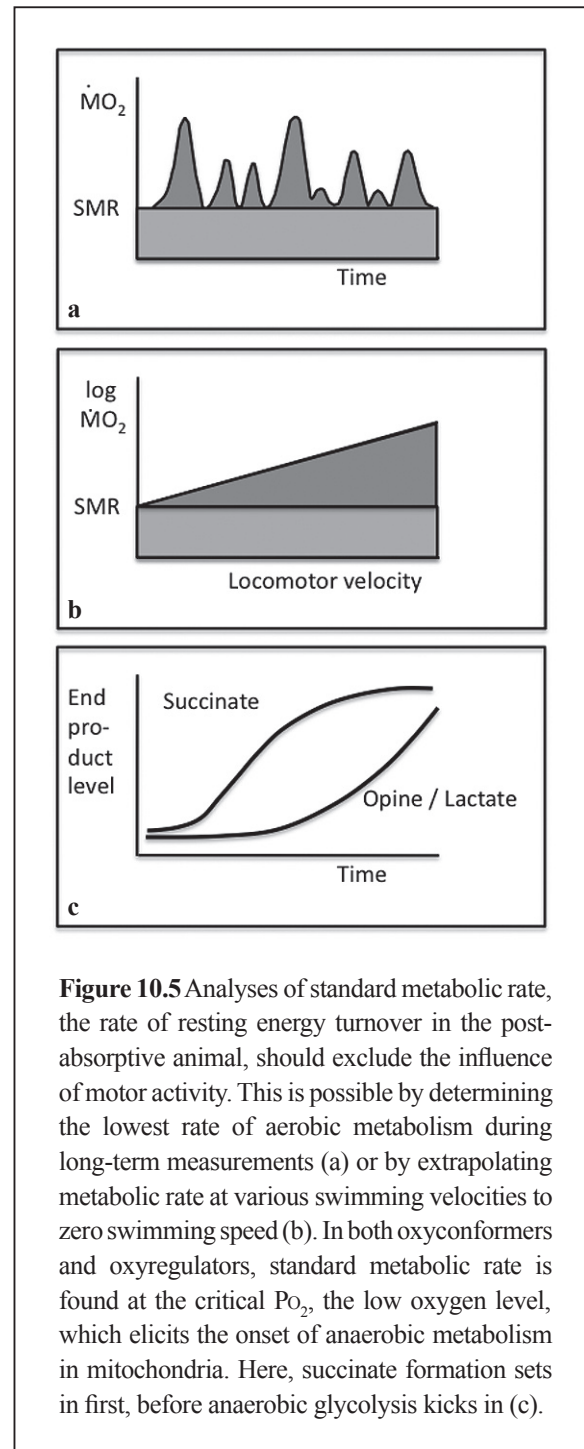 ṀO₂
SMR
Time
a
log
ṀO₂
SMR
Locomotor velocity
b
End
pro-
duct
level
Succinate
Opine / Lactate
Time
c
Figure 10.5 Analyses of standard metabolic rate,
the rate of resting energy turnover in the post-
absorptive animal, should exclude the influence
of motor activity. This is possible by determining
the lowest rate of aerobic metabolism during
long-term measurements (a) or by extrapolating
metabolic rate at various swimming velocities to
zero swimming speed (b). In both oxyconformers
and oxyregulators, standard metabolic rate is
found at the critical PO₂, the low oxygen level,
which elicits the onset of anaerobic metabolism
in mitochondria. Here, succinate formation sets
in first, before anaerobic glycolysis kicks in (c).